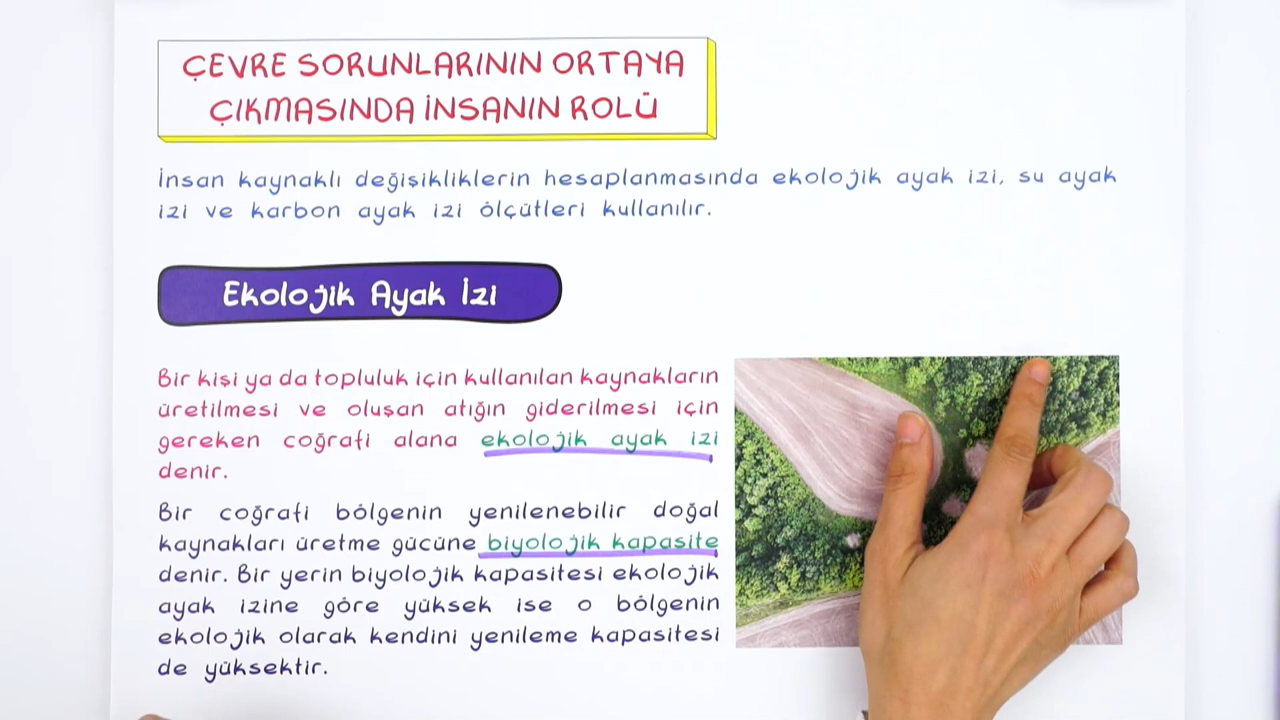 ÇEVRE SORUNLARININ ORTAYA
ÇIKMASINDA İNSANIN ROLÜ
İnsan kaynaklı değişikliklerin hesaplanmasında ekolojik ayak izi, su ayak
izi ve karbon ayak izi ölçütleri kullanılır.
Ekolojik Ayak İzi
Bir kişi ya da topluluk için kullanılan kaynakların
üretilmesi ve oluşan atığın giderilmesi için
gereken coğrafi alana ekolojik ayak izi
denir.
Bir coğrafi bölgenin yenilenebilir doğal
kaynakları üretme gücüne biyolojik kapasite
denir. Bir yerin biyolojik kapasitesi ekolojik
ayak izine göre yüksek ise o bölgenin
ekolojik olarak kendini yenileme kapasitesi
de yüksektir.